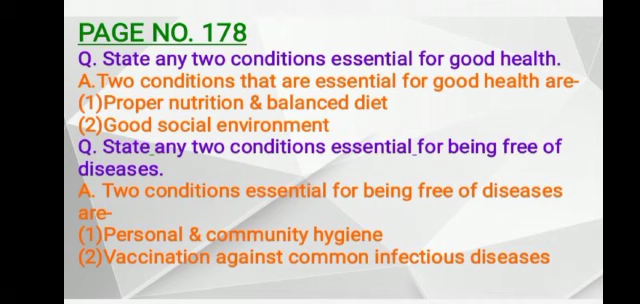 PAGE NO. 178
Q. State any two conditions essential for good health.
A.Two conditions that are essential for good health are-
(1)Proper nutrition & balanced diet
(2)Good social environment
Q. State any two conditions essential for being free of
diseases.
A. Two conditions essential for being free of diseases
are-
(1)Personal & community hygiene
(2)Vaccination against common infectious diseases